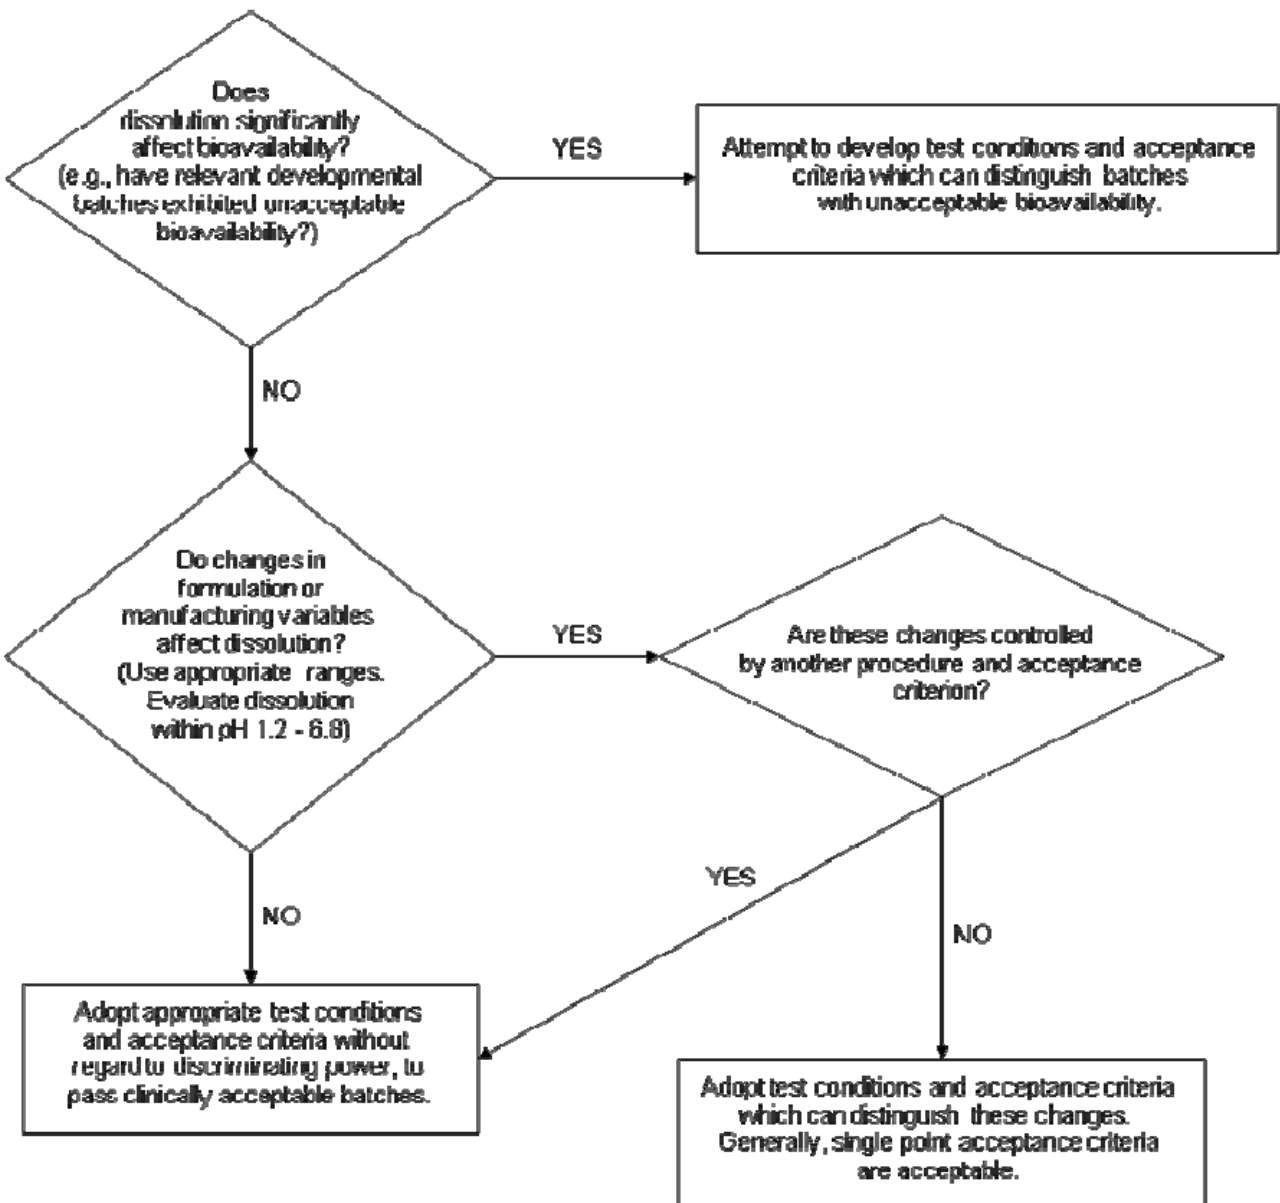 Does
dissolution significantly
affect bioavailability?
(e.g., have relevant developmental
batches exhibited unacceptable
bioavailability?)
YES
Attempt to develop test conditions and acceptance
criteria which can distinguish batches
with unacceptable bioavailability.
NO
Do changes in
formulation or
manufacturing variables
affect dissolution?
(Use appropriate ranges.
Evaluate dissolution
within pH 1.2 - 6.8)
YES
Are these changes controlled
by another procedure and acceptance
criterion?
YES
NO
NO
Adopt appropriate test conditions
and acceptance criteria without
regard to discriminating power, to
pass clinically acceptable batches.
Adopt test conditions and acceptance criteria
which can distinguish these changes.
Generally, single point acceptance criteria
are acceptable.